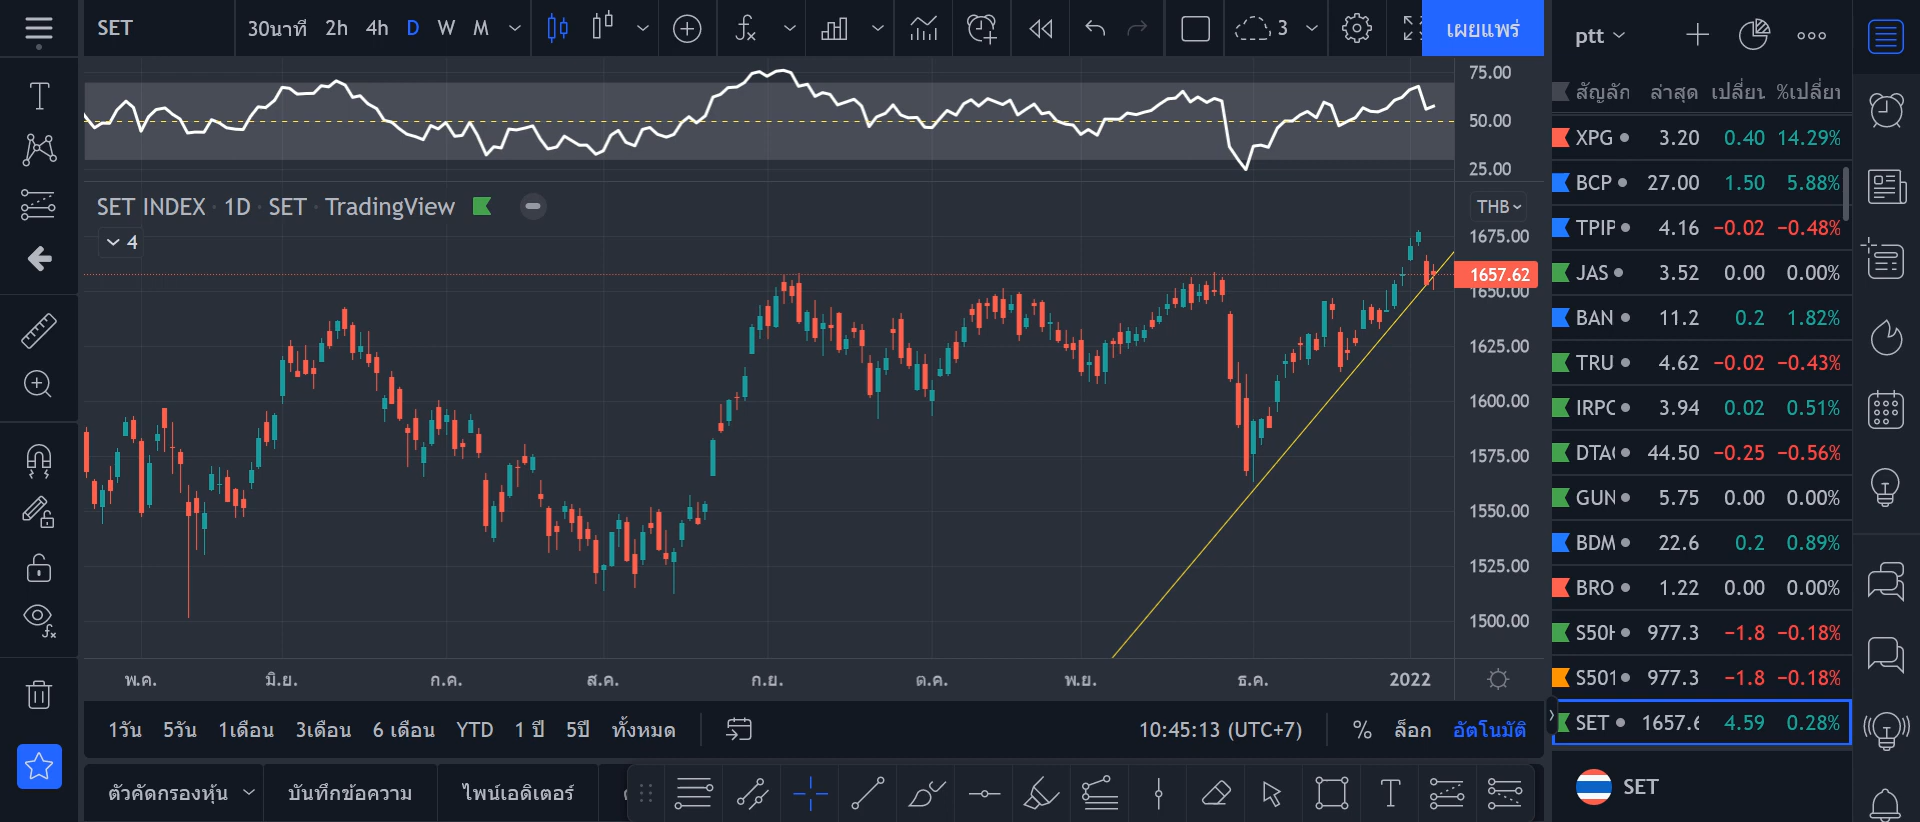 SET 30นาที 2h 4h D W M 3 เผยแพร่
75.00
50.00
25.00
SET INDEX · 1D · SET · TradingView
4
THB
1675.00
1657.62
1650.00
1625.00
1600.00
1575.00
1550.00
1525.00
1500.00
พ.ค. มิ.ย. ก.ค. ส.ค. ก.ย. ต.ค. พ.ย. ธ.ค. 2022
1วัน 5วัน 1เดือน 3เดือน 6 เดือน YTD 1 ปี 5ปี ทั้งหมด 10:45:13 (UTC+7) % ล็อก อัตโนมัติ
ตัวคัดกรองหุ้น บันทึกข้อความ ไพน์เอดิเตอร์
ptt
สัญลัก ล่าสุด เปลี่ยน %เปลี่ยน
XPG 3.20 0.40 14.29%
BCP 27.00 1.50 5.88%
TPIP 4.16 −0.02 −0.48%
JAS 3.52 0.00 0.00%
BAN 11.2 0.2 1.82%
TRU 4.62 −0.02 −0.43%
IRPC 3.94 0.02 0.51%
DTAC 44.50 −0.25 −0.56%
GUN 5.75 0.00 0.00%
BDM 22.6 0.2 0.89%
BRO 1.22 0.00 0.00%
S50H 977.3 −1.8 −0.18%
S501 977.3 −1.8 −0.18%
SET 1657.6 4.59 0.28%
SET